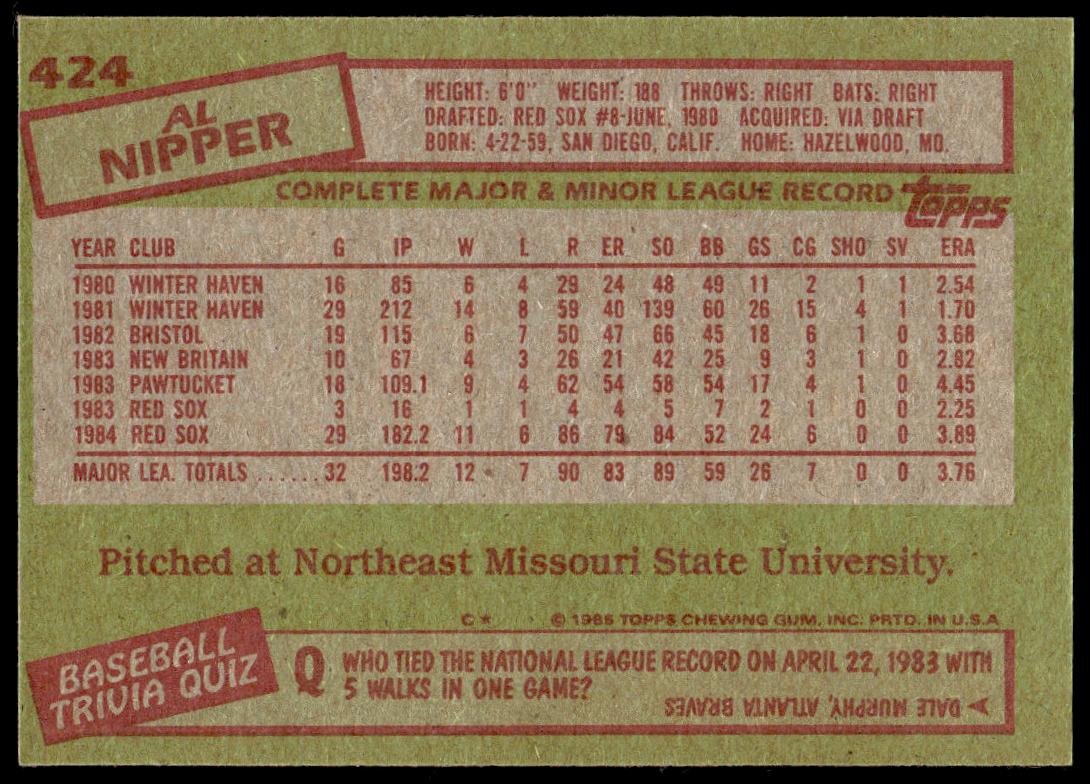 424
AL
NIPPER
HEIGHT: 6'0" WEIGHT: 188 THROWS: RIGHT BATS: RIGHT
DRAFTED: RED SOX #8-JUNE, 1980 ACQUIRED: VIA DRAFT
BORN: 4-22-59, SAN DIEGO, CALIF. HOME: HAZELWOOD, MO.
COMPLETE MAJOR & MINOR LEAGUE RECORD topps
YEAR CLUB G IP W L R ER SO BB GS CG SHO SV ERA
1980 WINTER HAVEN 16 85 6 4 29 24 48 49 11 2 1 1 2.54
1981 WINTER HAVEN 29 212 14 8 59 40 139 60 26 15 4 1 1.70
1982 BRISTOL 19 115 6 7 50 47 66 45 18 6 1 0 3.68
1983 NEW BRITAIN 10 67 4 3 26 21 42 25 9 3 1 0 2.82
1983 PAWTUCKET 18 109.1 9 4 62 54 58 54 17 4 1 0 4.45
1983 RED SOX 3 16 1 1 4 4 5 7 2 1 0 0 2.25
1984 RED SOX 29 182.2 11 6 86 79 84 52 24 6 0 0 3.89
MAJOR LEA. TOTALS ......32 198.2 12 7 90 83 89 59 26 7 0 0 3.76
Pitched at Northeast Missouri State University.
C* © 1985 TOPPS CHEWING GUM, INC. PRTD. IN U.S.A
BASEBALL
TRIVIA QUIZ
Q WHO TIED THE NATIONAL LEAGUE RECORD ON APRIL 22, 1983 WITH
5 WALKS IN ONE GAME?
A DALE MURPHY, ATLANTA BRAVES